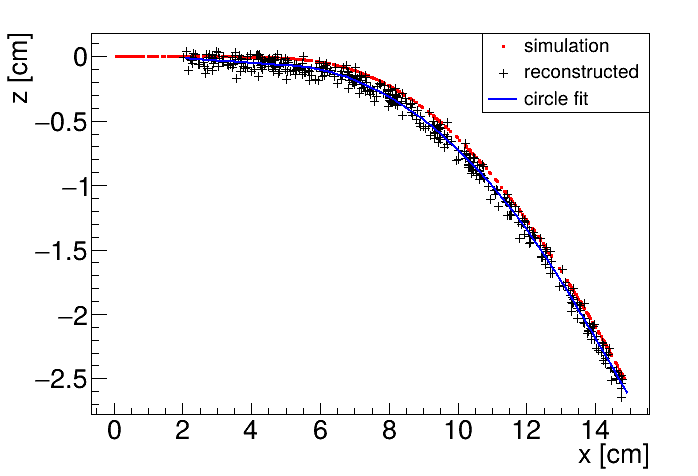 z [cm]
simulation
reconstructed
circle fit
0
−0.5
−1
−1.5
−2
−2.5
0 2 4 6 8 10 12 14
x [cm]